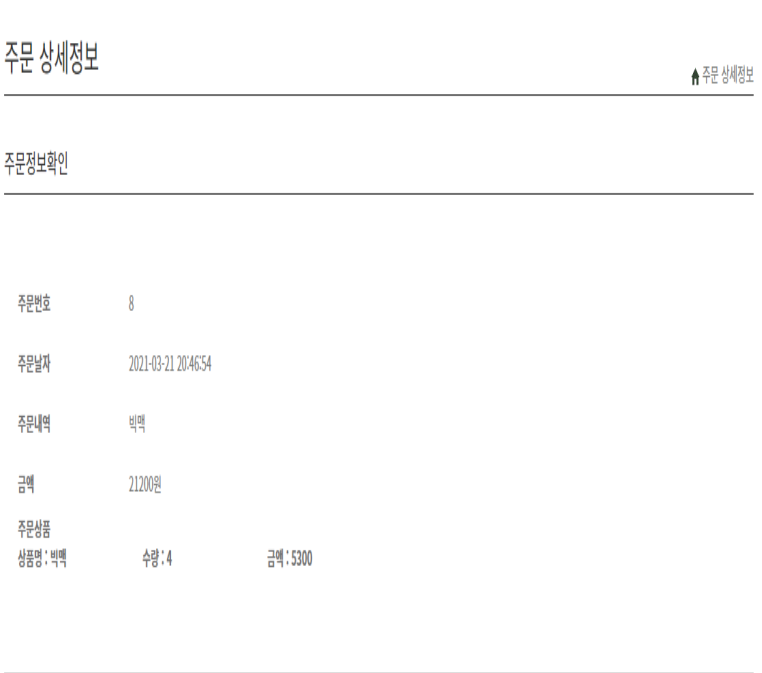 주문 상세정보
주문 상세정보
주문정보확인
주문번호 8
주문날자 2021-03-21 20:46:54
주문내역 빅맥
금액 21200원
주문상품
상품명 : 빅맥 수량 : 4 금액 : 5300